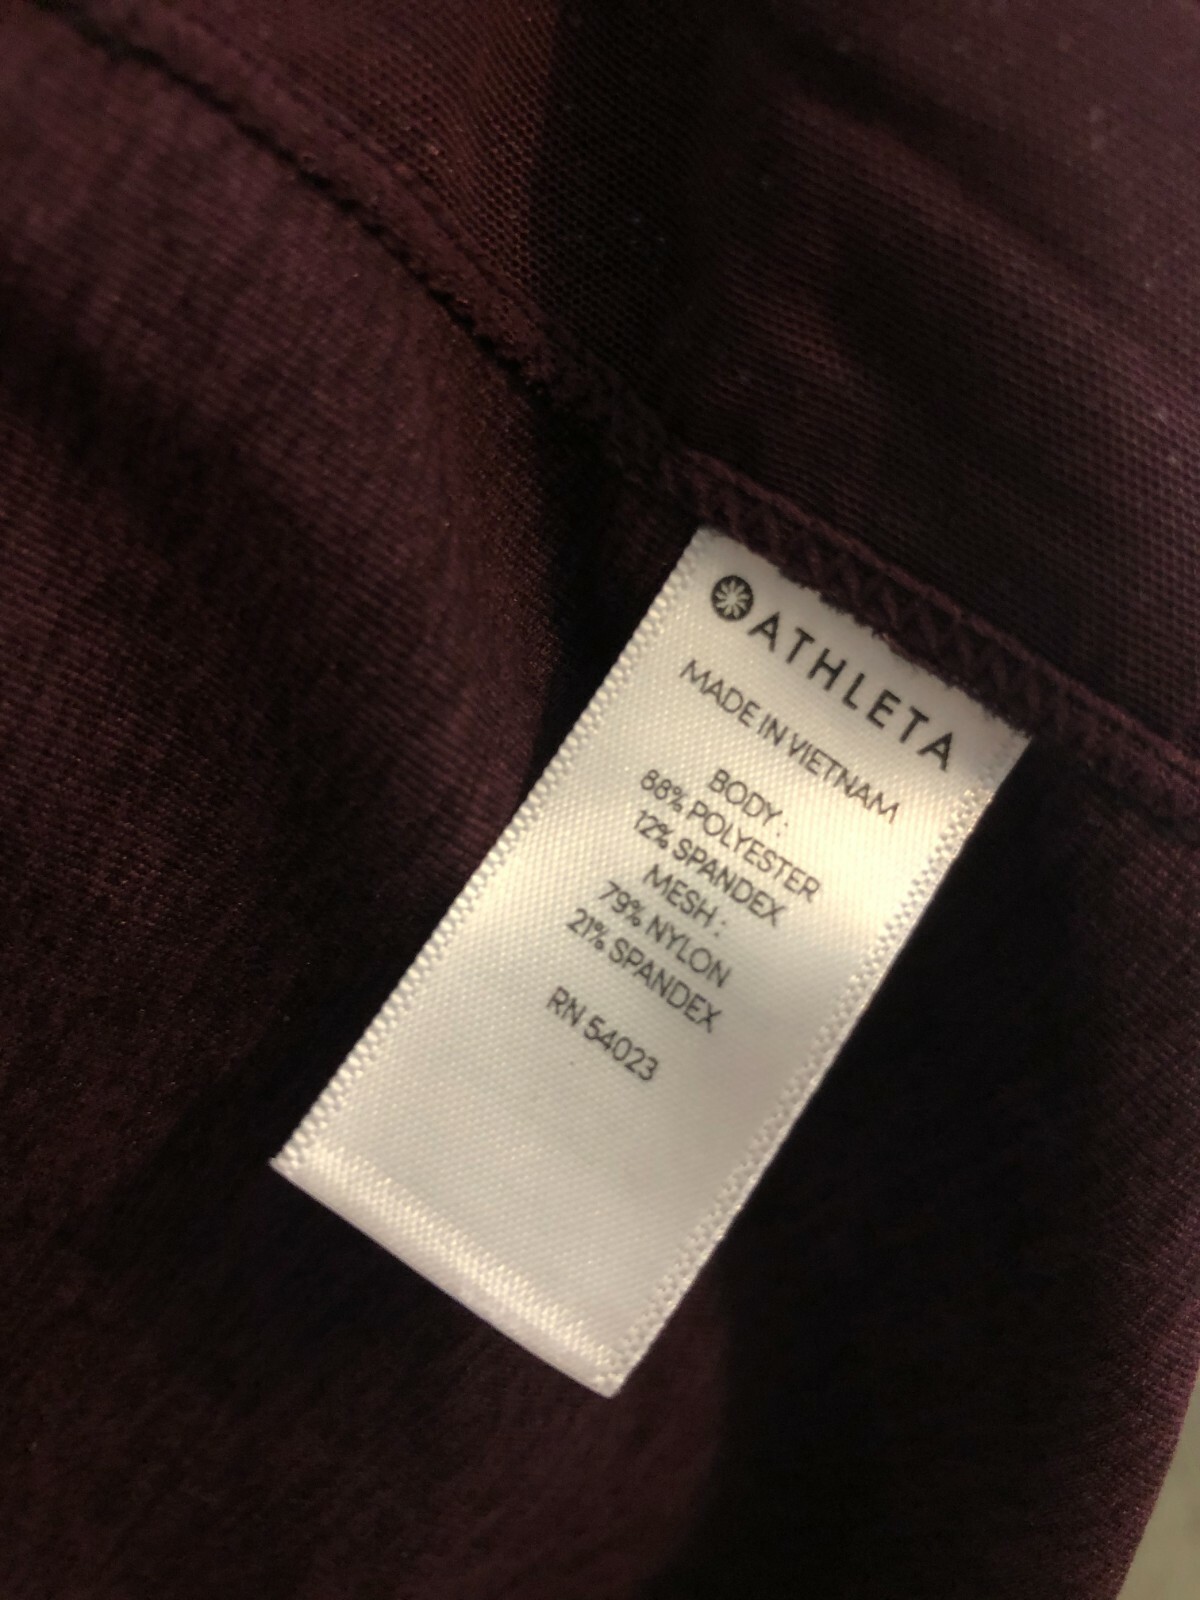 ATHLETA
MADE IN VIETNAM
BODY:
88% POLYESTER
12% SPANDEX
MESH:
79% NYLON
21% SPANDEX
RN 54023